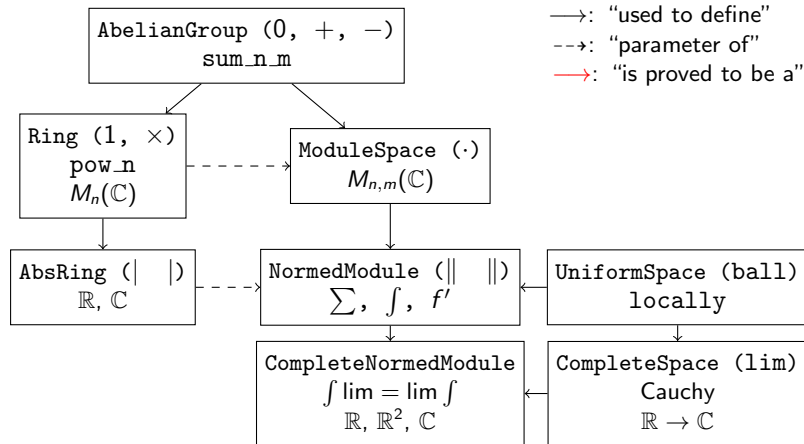 AbelianGroup (0, +, −)
sum_n_m
⟶: “used to define”
⇢: “parameter of”
⟶: “is proved to be a”
Ring (1, ×)
pow_n
Mₙ(ℂ)
ModuleSpace (·)
Mₙ,ₘ(ℂ)
AbsRing (| |)
ℝ, ℂ
NormedModule (‖ ‖)
∑, ∫, f′
UniformSpace (ball)
locally
CompleteNormedModule
∫ lim = lim ∫
ℝ, ℝ², ℂ
CompleteSpace (lim)
Cauchy
ℝ → ℂ